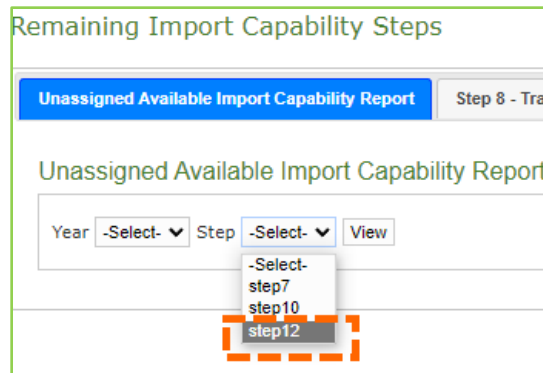 Remaining Import Capability Steps
Unassigned Available Import Capability Report Step 8 - Tra
Unassigned Available Import Capability Report
Year -Select- Step -Select- View
-Select-
step7
step10
step12